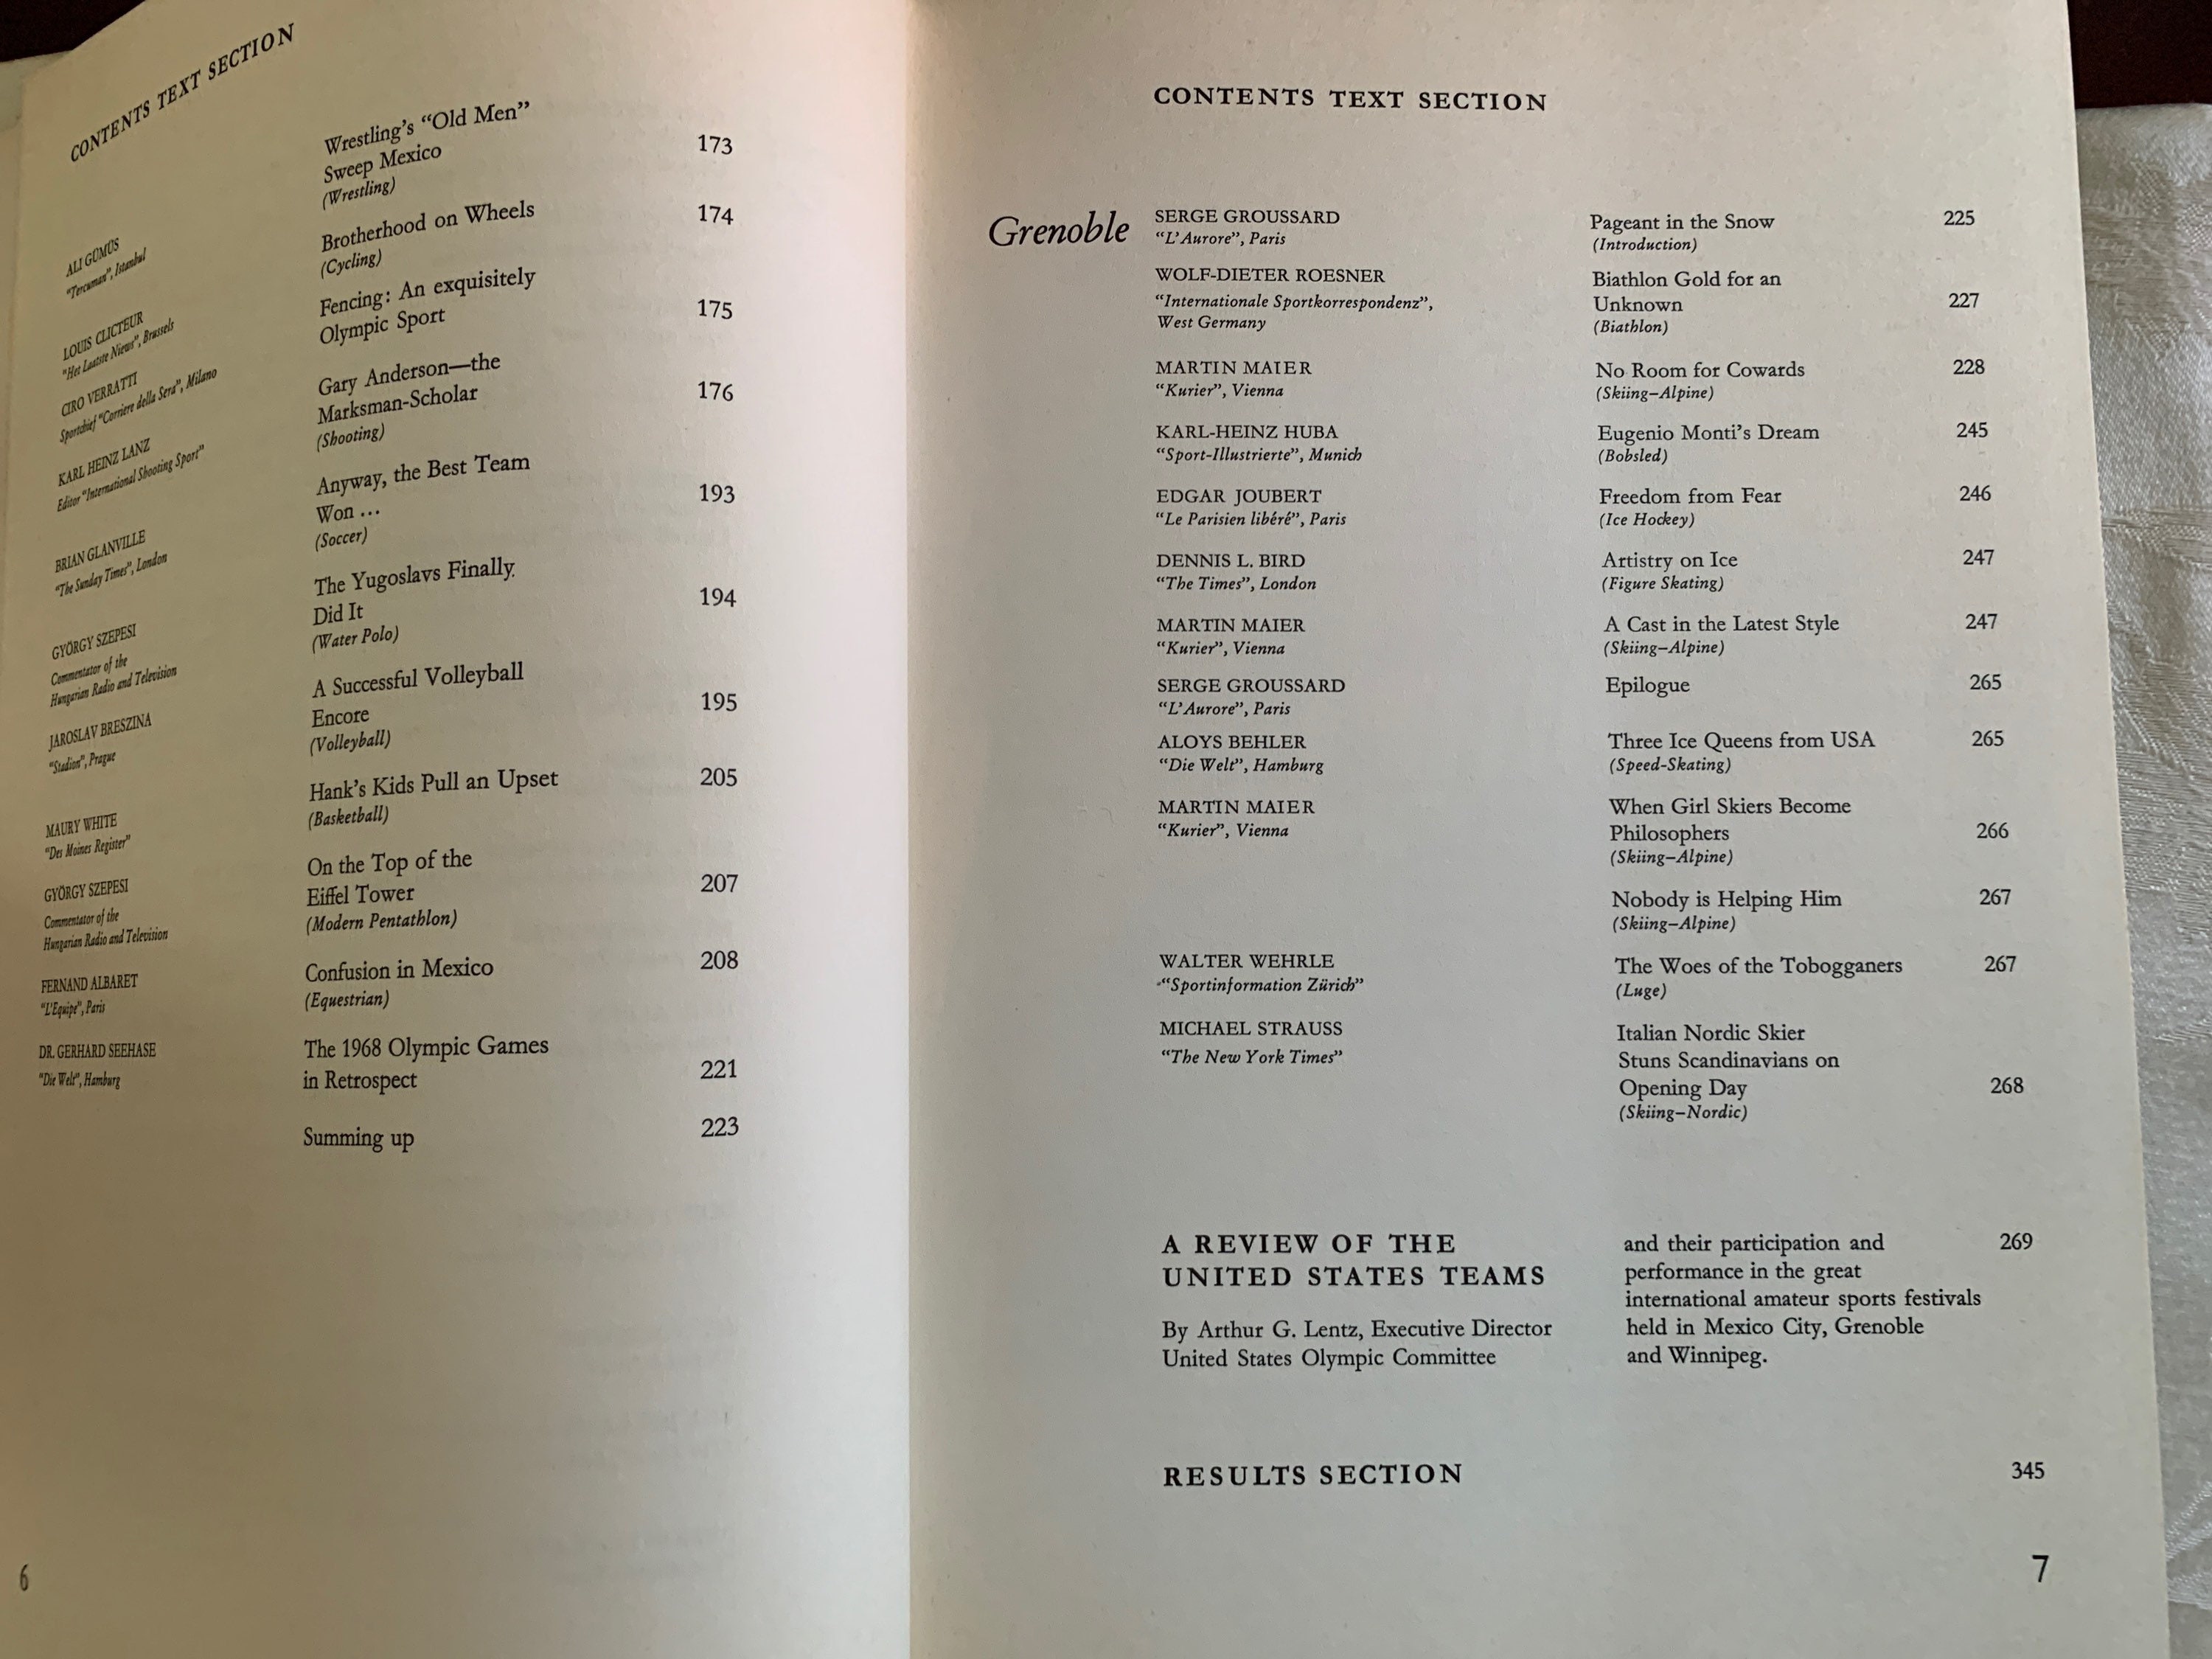 CONTENTS TEXT SECTION
ALI GÜMÜS
"Tercuman", Istanbul
Wrestling's “Old Men”
Sweep Mexico
(Wrestling)
173
LOUIS CLICTEUR
"Het Laatste Nieuws", Brussels
Brotherhood on Wheels
(Cycling)
174
CIRO VERRATTI
Sportchief "Corriere della Sera", Milano
Fencing: An exquisitely
Olympic Sport
175
KARL HEINZ LANZ
Editor "International Shooting Sport"
Gary Anderson—the
Marksman-Scholar
(Shooting)
176
BRIAN GLANVILLE
"The Sunday Times", London
Anyway, the Best Team
Won ...
(Soccer)
193
GYÖRGY SZEPESI
Commentator of the
Hungarian Radio and Television
The Yugoslavs Finally
Did It
(Water Polo)
194
JAROSLAV BRESZINA
"Stadion", Prague
A Successful Volleyball
Encore
(Volleyball)
195
MAURY WHITE
"Des Moines Register"
Hank's Kids Pull an Upset
(Basketball)
205
GYÖRGY SZEPESI
Commentator of the
Hungarian Radio and Television
On the Top of the
Eiffel Tower
(Modern Pentathlon)
207
FERNAND ALBARET
"L'Equipe", Paris
Confusion in Mexico
(Equestrian)
208
DR. GERHARD SEEHASE
"Die Welt", Hamburg
The 1968 Olympic Games
in Retrospect
221
Summing up
223
6
CONTENTS TEXT SECTION
Grenoble
SERGE GROUSSARD
“L'Aurore”, Paris
Pageant in the Snow
(Introduction)
225
WOLF-DIETER ROESNER
“Internationale Sportkorrespondenz”,
West Germany
Biathlon Gold for an
Unknown
(Biathlon)
227
MARTIN MAIER
“Kurier”, Vienna
No Room for Cowards
(Skiing–Alpine)
228
KARL-HEINZ HUBA
“Sport-Illustrierte”, Munich
Eugenio Monti's Dream
(Bobsled)
245
EDGAR JOUBERT
“Le Parisien libéré”, Paris
Freedom from Fear
(Ice Hockey)
246
DENNIS L. BIRD
“The Times”, London
Artistry on Ice
(Figure Skating)
247
MARTIN MAIER
“Kurier”, Vienna
A Cast in the Latest Style
(Skiing–Alpine)
247
SERGE GROUSSARD
“L'Aurore”, Paris
Epilogue
265
ALOYS BEHLER
“Die Welt”, Hamburg
Three Ice Queens from USA
(Speed-Skating)
265
MARTIN MAIER
“Kurier”, Vienna
When Girl Skiers Become
Philosophers
(Skiing–Alpine)
266
Nobody is Helping Him
(Skiing–Alpine)
267
WALTER WEHRLE
“Sportinformation Zürich”
The Woes of the Tobogganers
(Luge)
267
MICHAEL STRAUSS
“The New York Times”
Italian Nordic Skier
Stuns Scandinavians on
Opening Day
(Skiing–Nordic)
268
A REVIEW OF THE
UNITED STATES TEAMS
By Arthur G. Lentz, Executive Director
United States Olympic Committee
and their participation and
performance in the great
international amateur sports festivals
held in Mexico City, Grenoble
and Winnipeg.
269
RESULTS SECTION
345
7